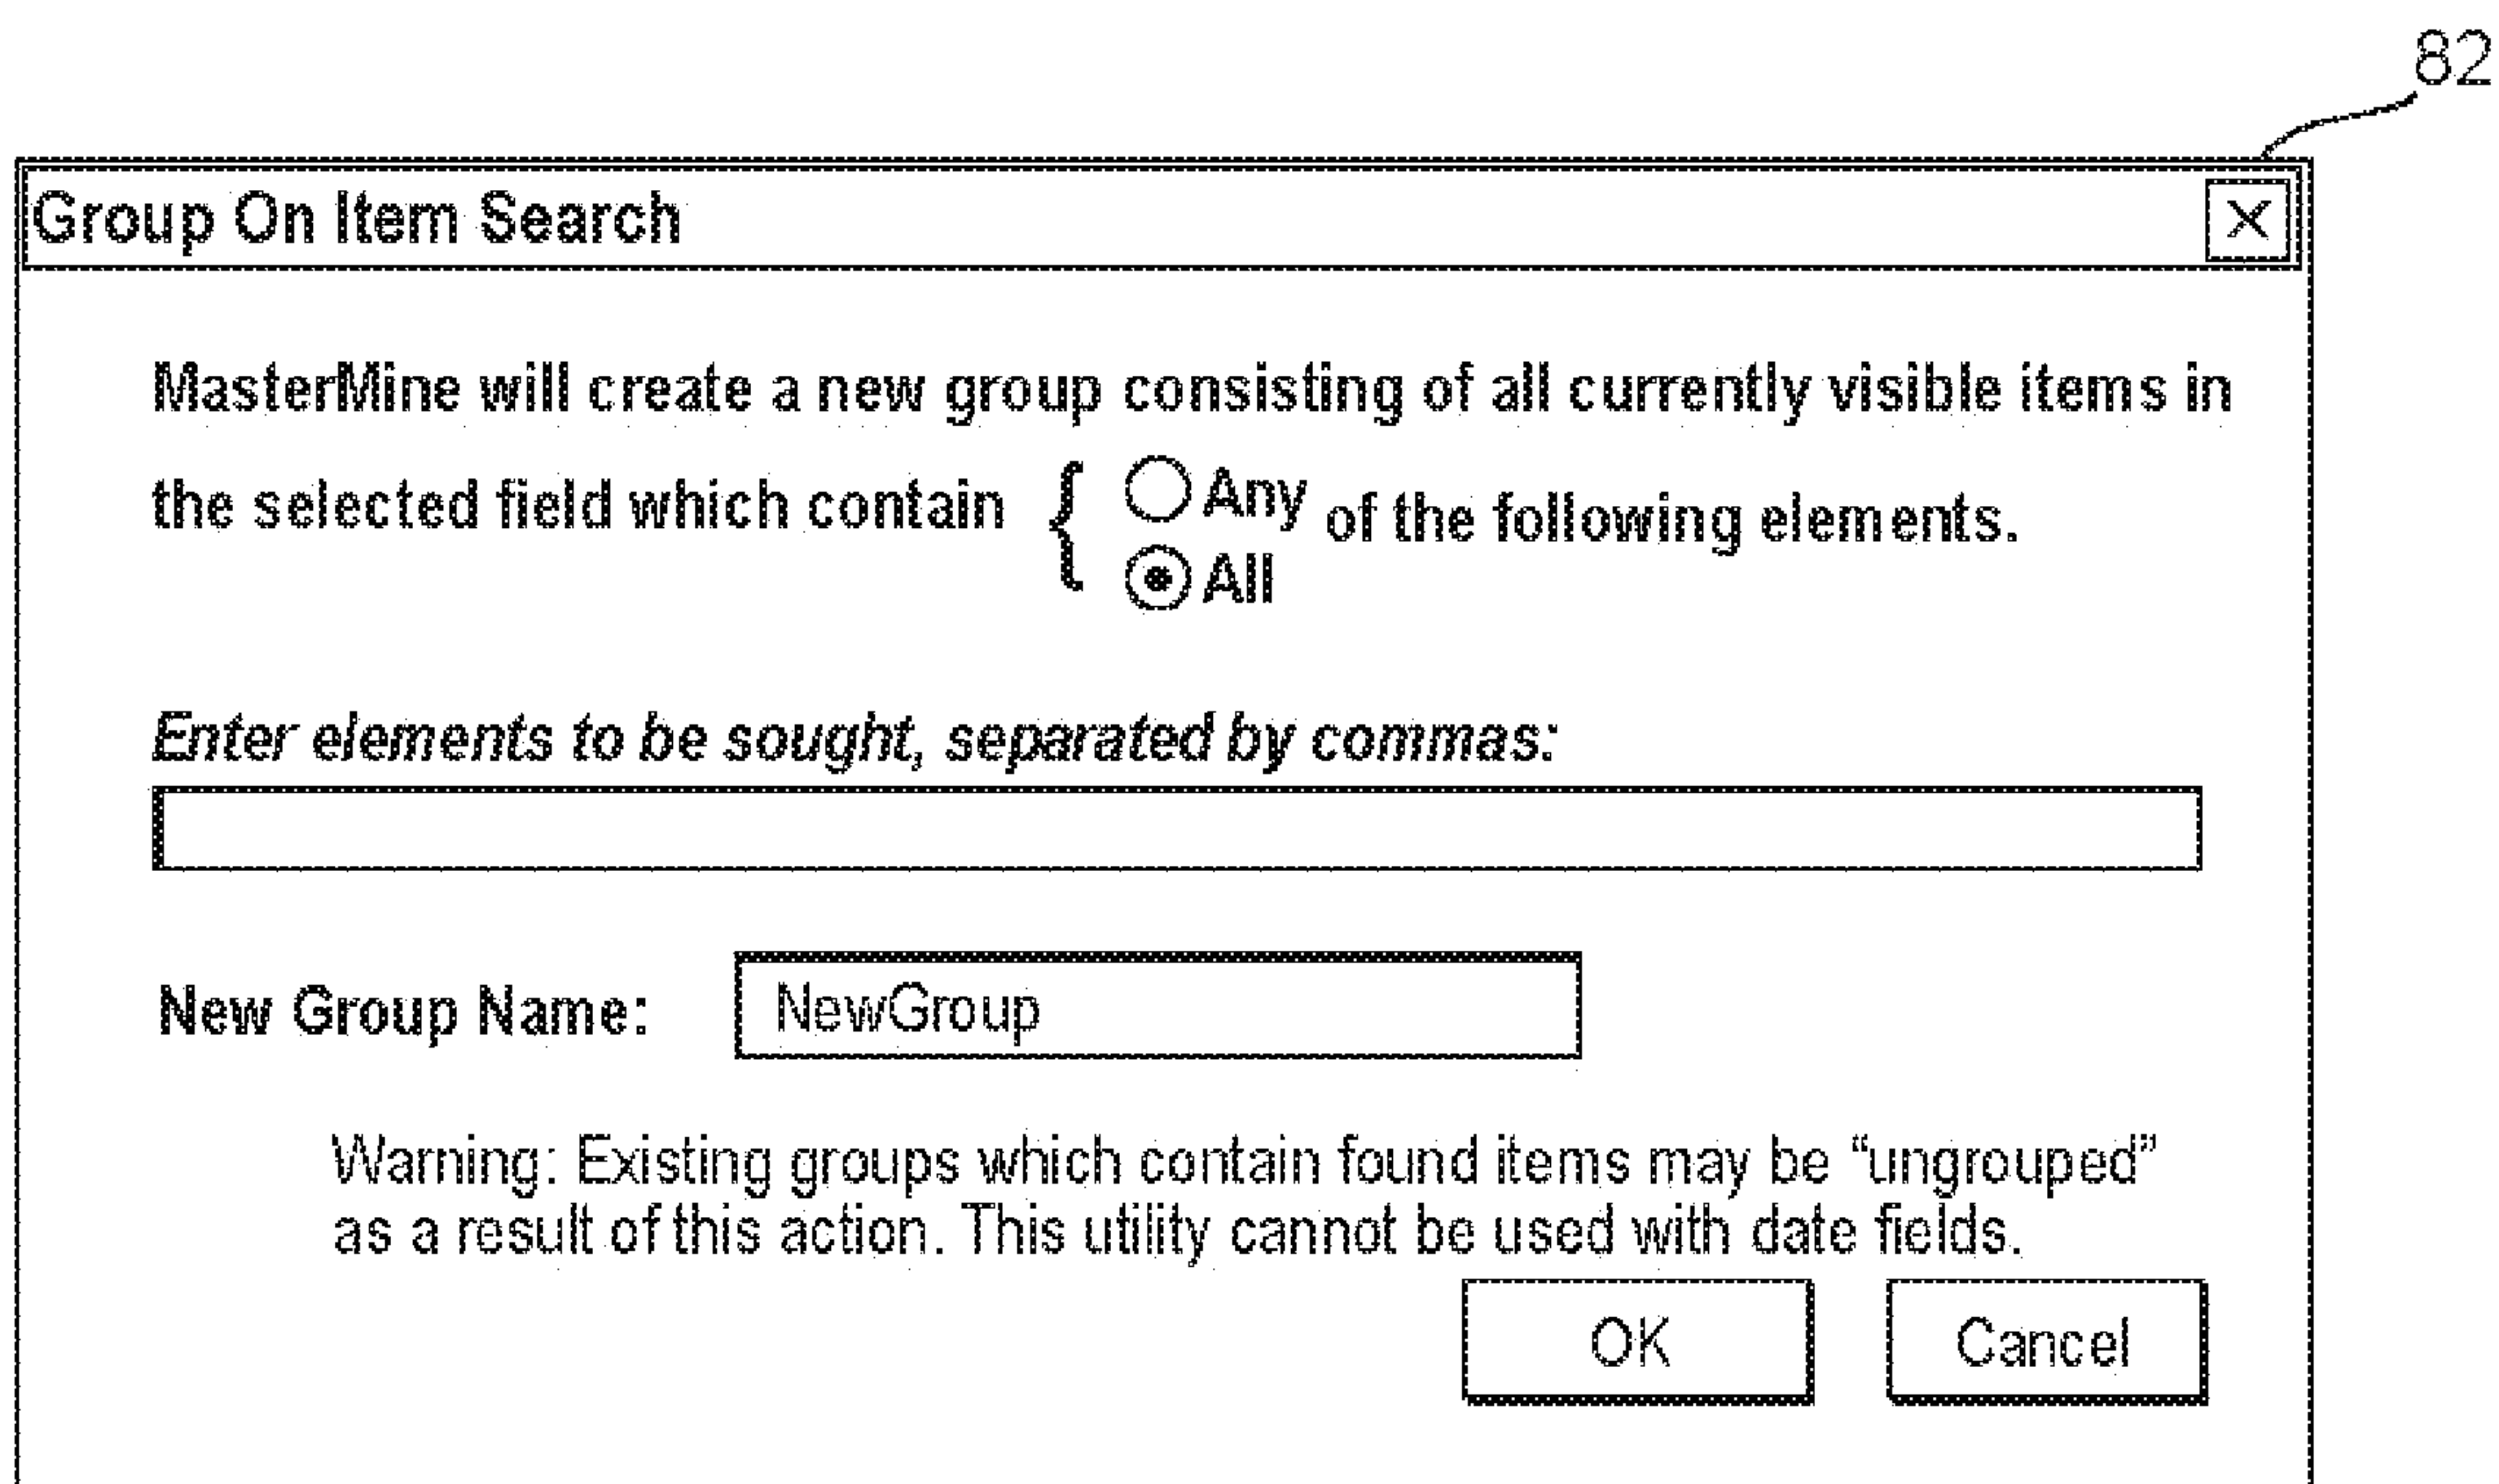 82
Group On Item Search
MasterMine will create a new group consisting of all currently visible items in
the selected field which contain { Any of the following elements.
All
Enter elements to be sought, separated by commas:
New Group Name: NewGroup
Warning: Existing groups which contain found items may be “ungrouped”
as a result of this action. This utility cannot be used with date fields.
OK Cancel